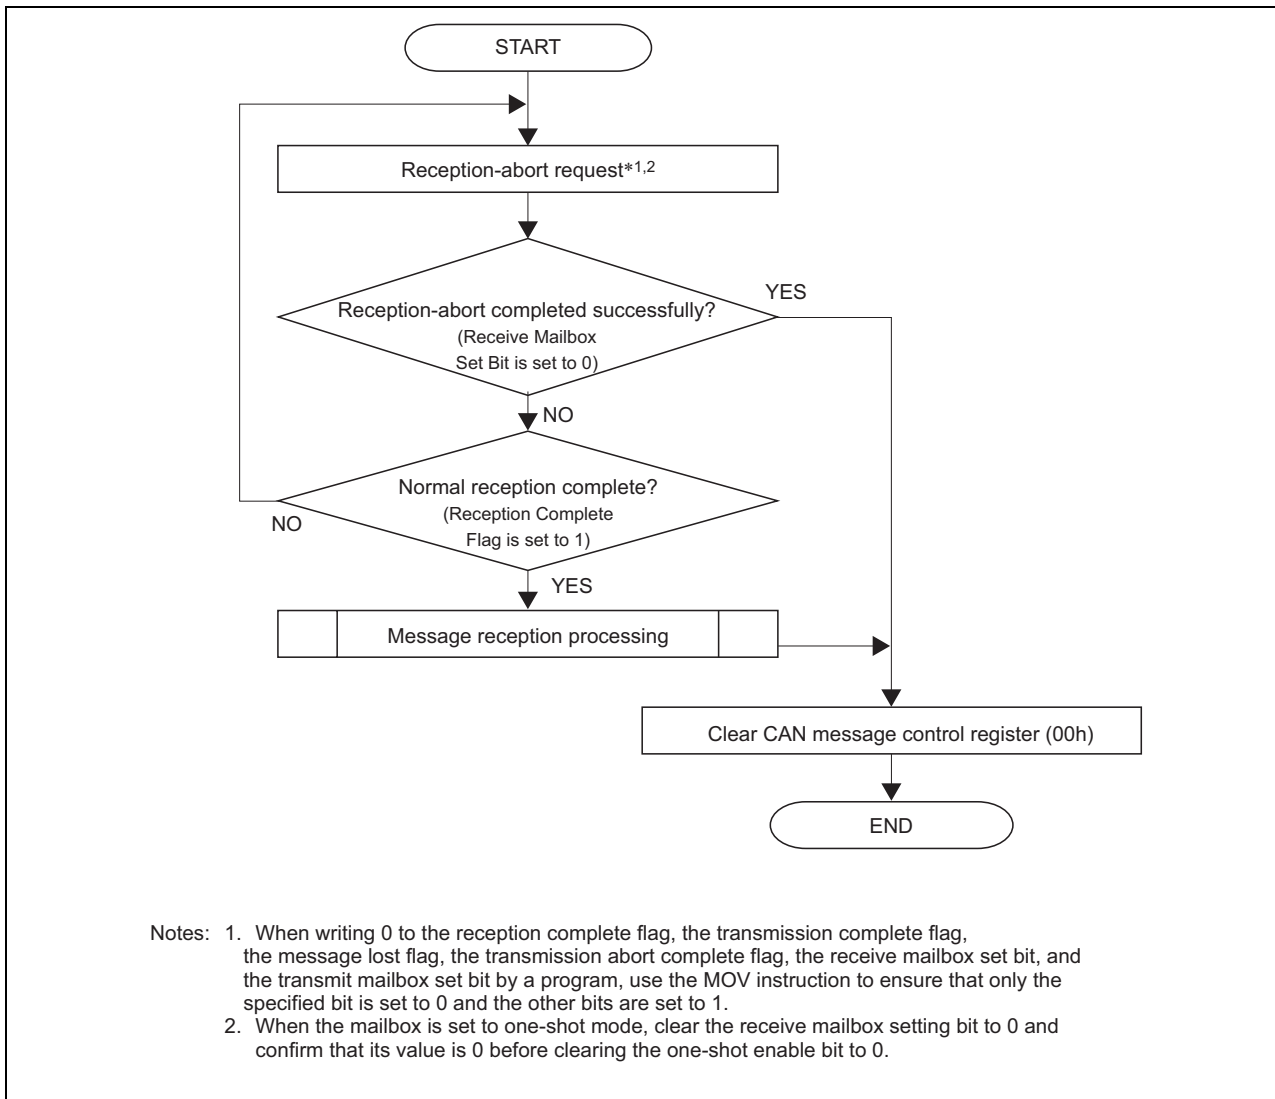 START
Reception-abort request*1,2
Reception-abort completed successfully?
(Receive Mailbox
Set Bit is set to 0)
YES
NO
Normal reception complete?
(Reception Complete
Flag is set to 1)
NO
YES
Message reception processing
Clear CAN message control register (00h)
END
Notes: 1. When writing 0 to the reception complete flag, the transmission complete flag,
the message lost flag, the transmission abort complete flag, the receive mailbox set bit, and
the transmit mailbox set bit by a program, use the MOV instruction to ensure that only the
specified bit is set to 0 and the other bits are set to 1.
2. When the mailbox is set to one-shot mode, clear the receive mailbox setting bit to 0 and
confirm that its value is 0 before clearing the one-shot enable bit to 0.